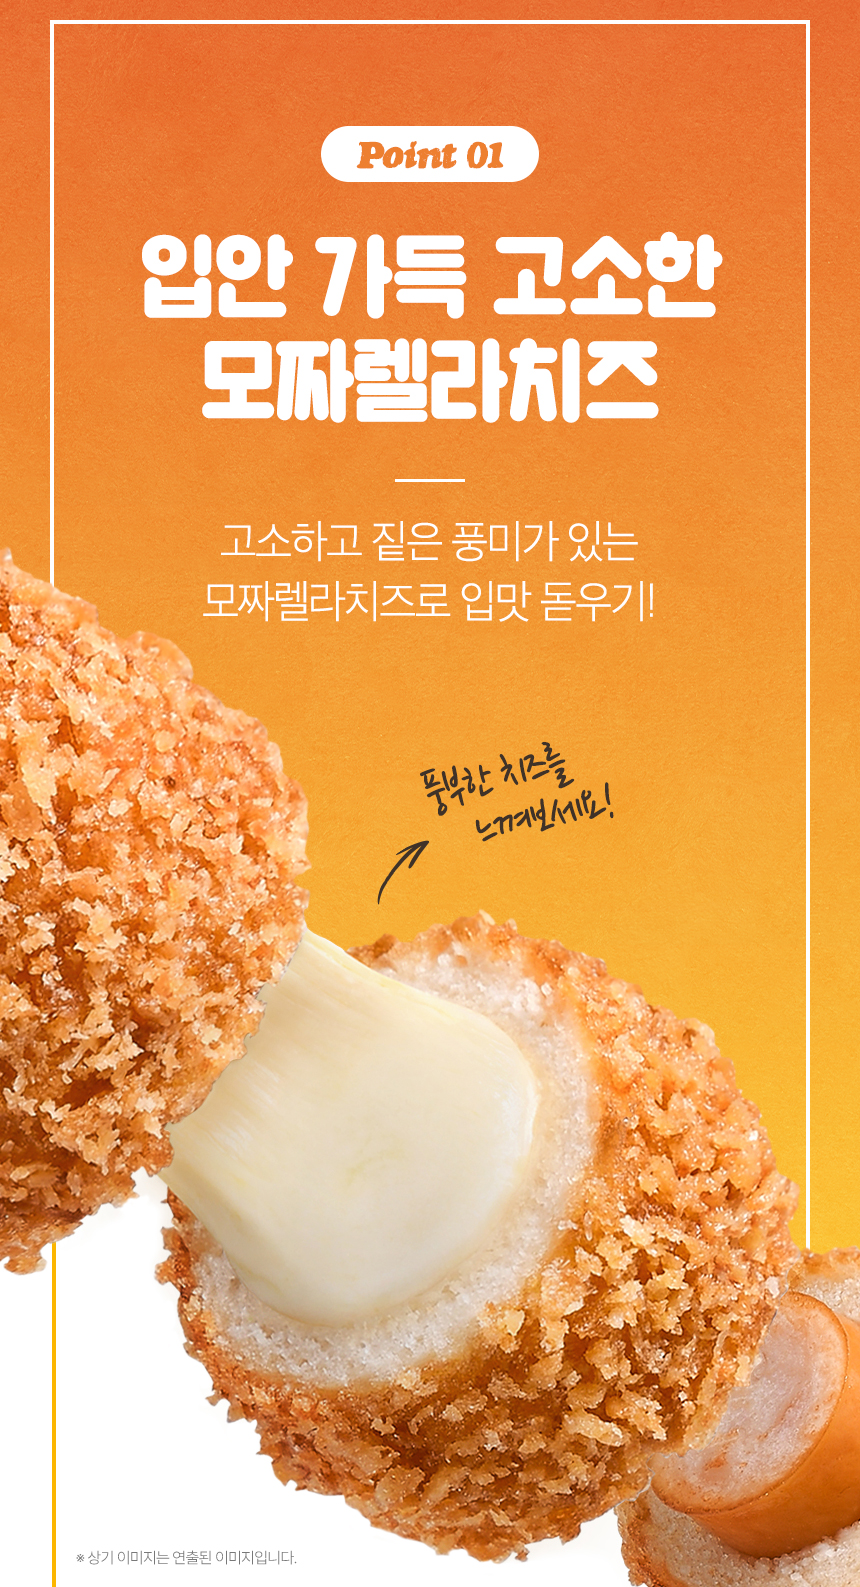 Point 01
입안 가득 고소한
모짜렐라치즈
고소하고 짙은 풍미가 있는
모짜렐라치즈로 입맛 돋우기!
풍부한 치즈를
느껴보세요!
※ 상기 이미지는 연출된 이미지입니다.